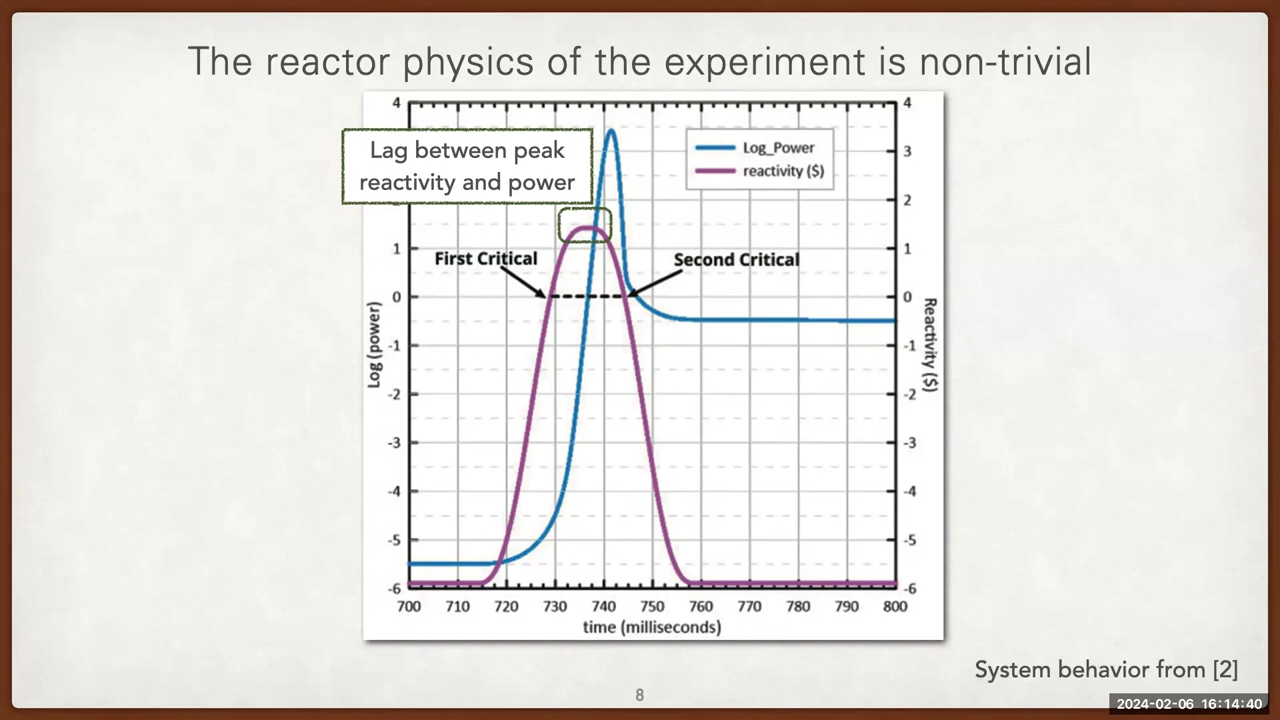 The reactor physics of the experiment is non-trivial
Lag between peak
reactivity and power
Log_Power
reactivity ($)
First Critical
Second Critical
4
2
1
0
-1
-2
-3
-4
-5
-6
Log (power)
4
3
2
1
0
-1
-2
-3
-4
-5
-6
Reactivity ($)
700 710 720 730 740 750 760 770 780 790 800
time (milliseconds)
System behavior from [2]
8
2024-02-06 16:14:40